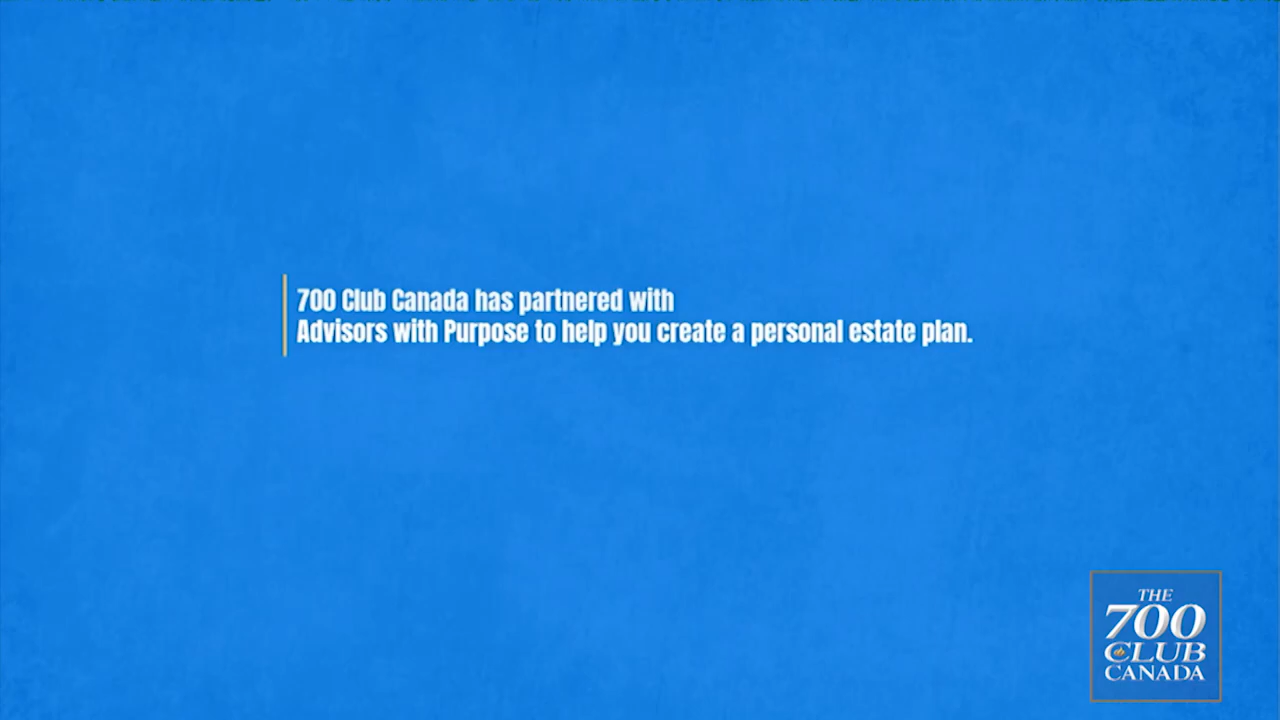 700 Club Canada has partnered with
Advisors with Purpose to help you create a personal estate plan.
THE
700
CLUB
CANADA